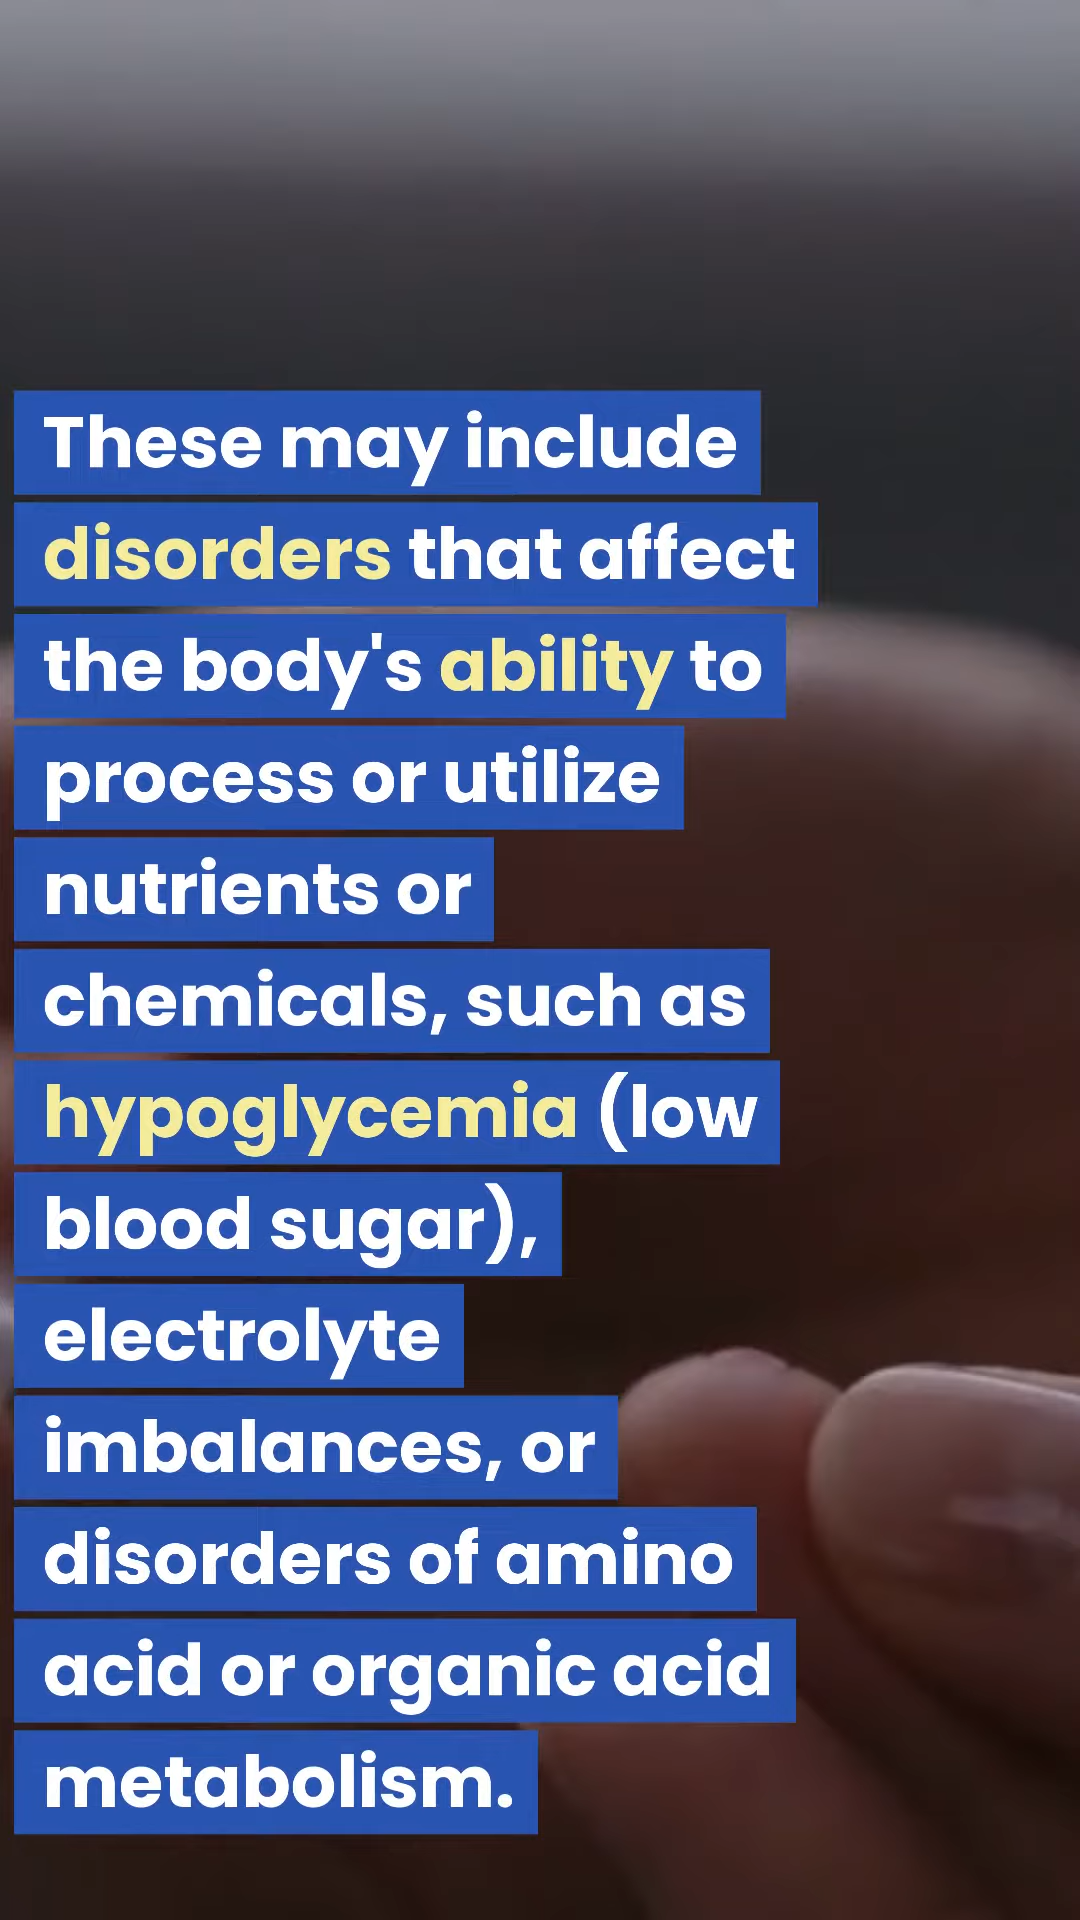 These may include
disorders that affect
the body's ability to
process or utilize
nutrients or
chemicals, such as
hypoglycemia (low
blood sugar),
electrolyte
imbalances, or
disorders of amino
acid or organic acid
metabolism.